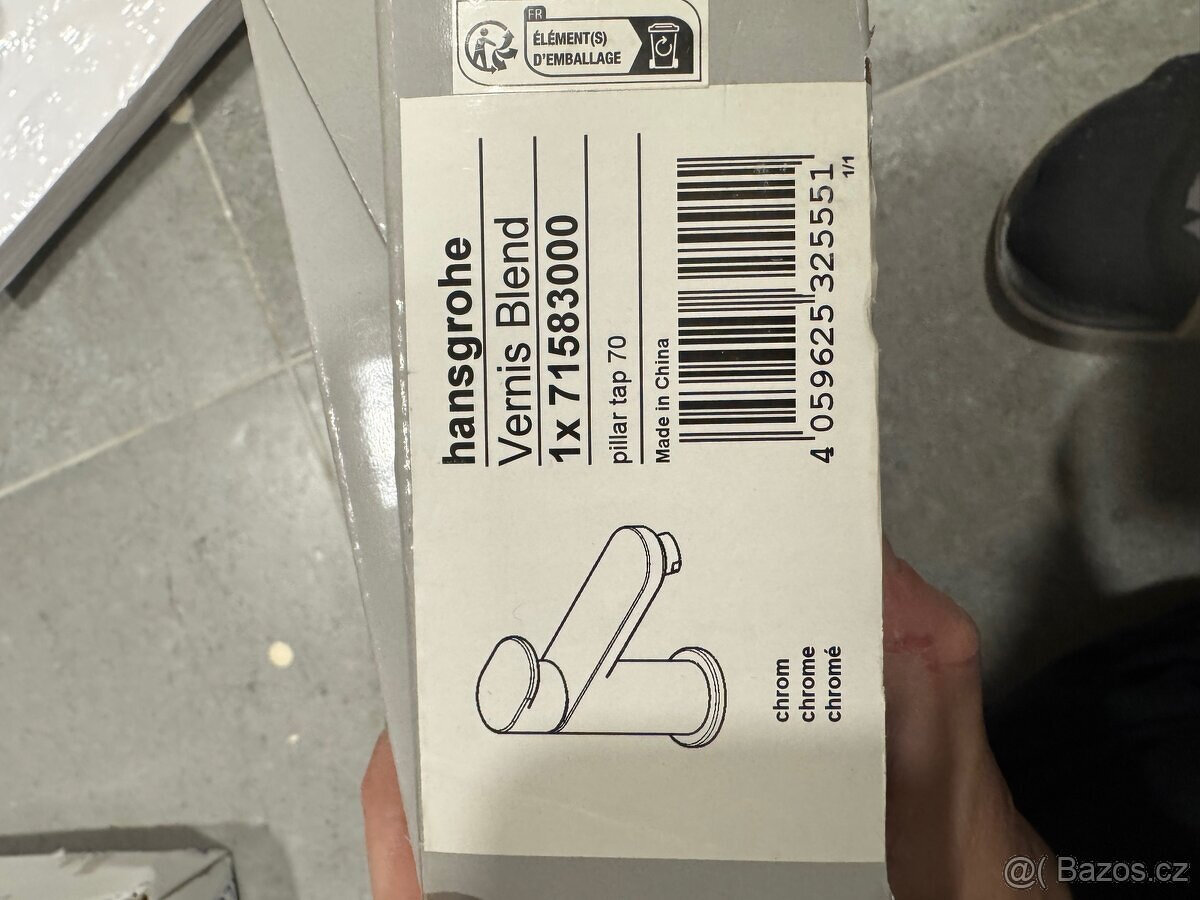 FR
ÉLÉMENT(S)
D'EMBALLAGE
hansgrohe
Vernis Blend
1x 71583000
pillar tap 70
Made in China
4 059625 325551
1/1
chrom
chrome
chromé
@( Bazos.cz